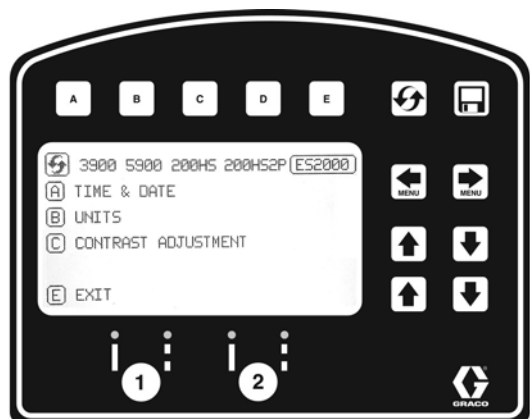 A B C D E
3900 5900 200HS 200HS2P ES2000
A TIME & DATE
B UNITS
C CONTRAST ADJUSTMENT
E EXIT
MENU MENU
1 2
GRACO